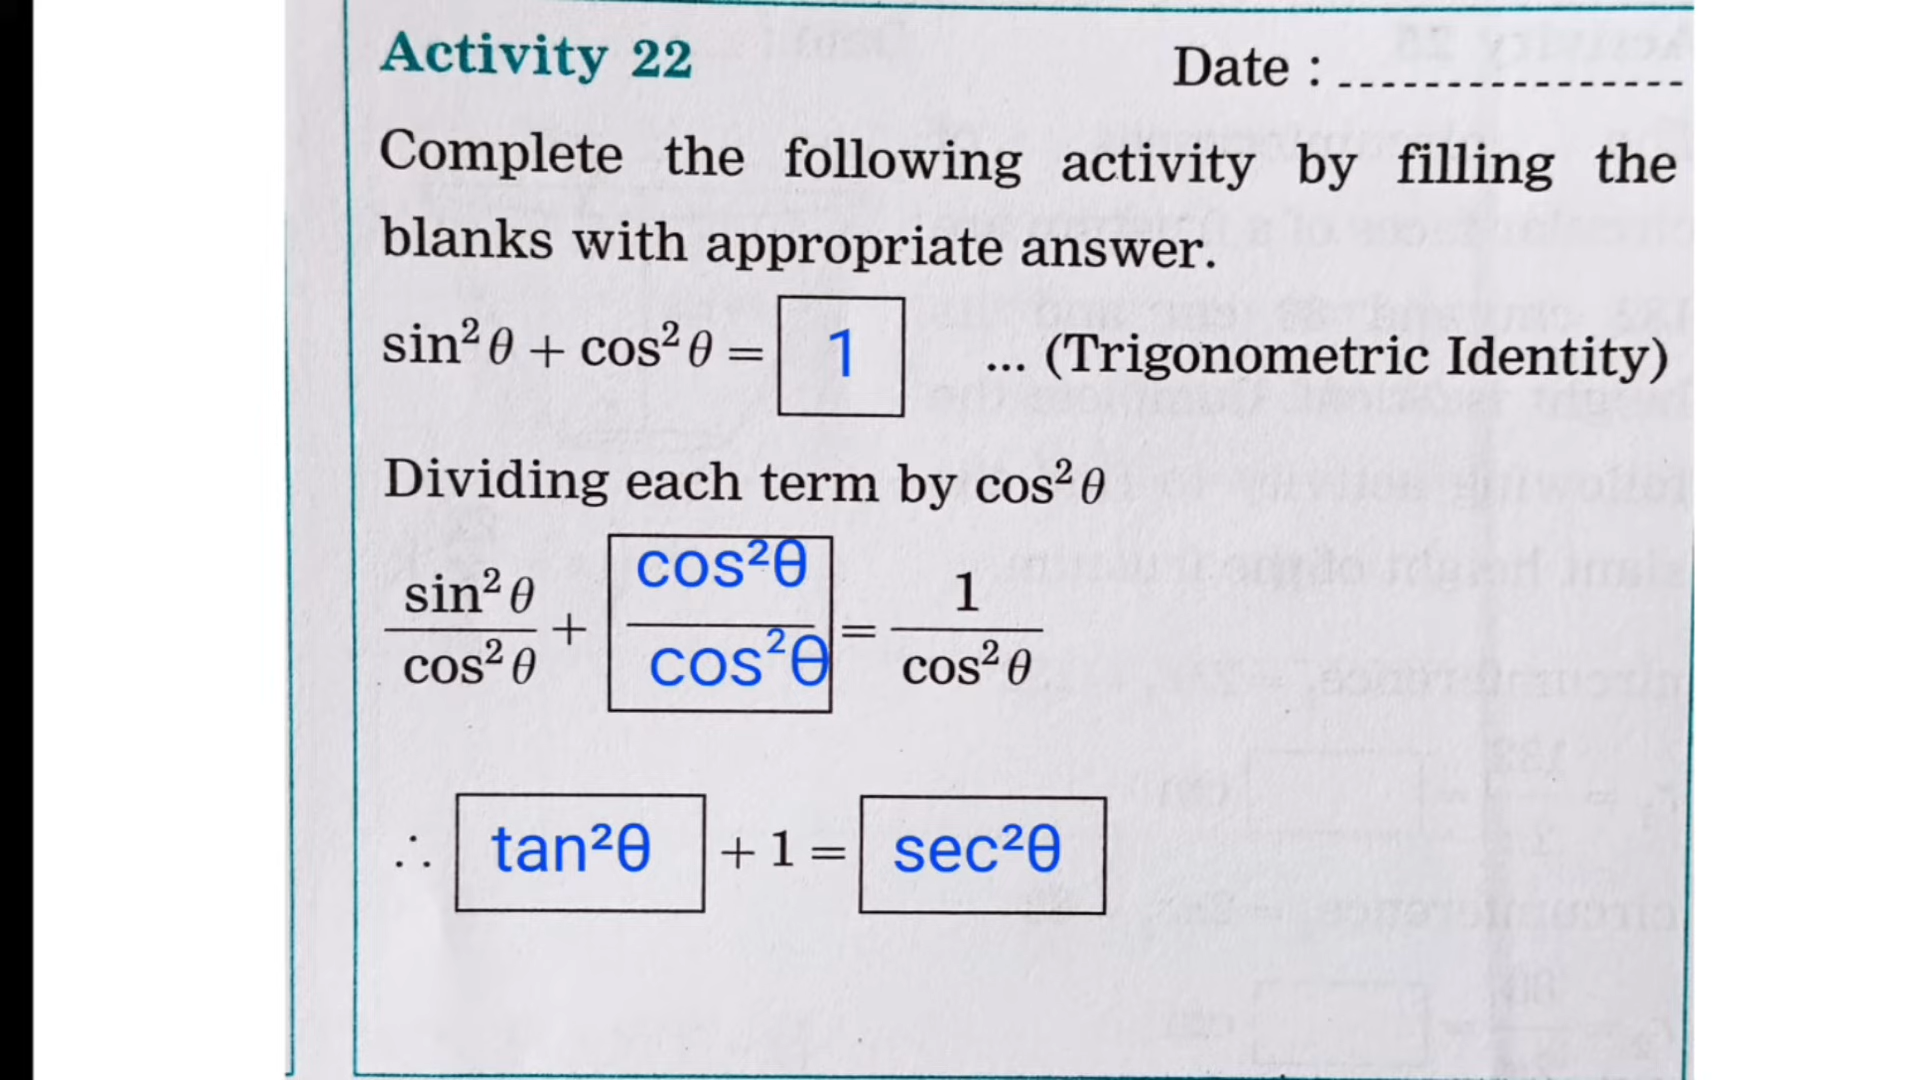 Activity 22
Date : ----------------
Complete the following activity by filling the
blanks with appropriate answer.
sin²θ + cos²θ = 1 ... (Trigonometric Identity)
Dividing each term by cos²θ
sin²θ/cos²θ + cos²θ/cos²θ = 1/cos²θ
∴ tan²θ + 1 = sec²θ